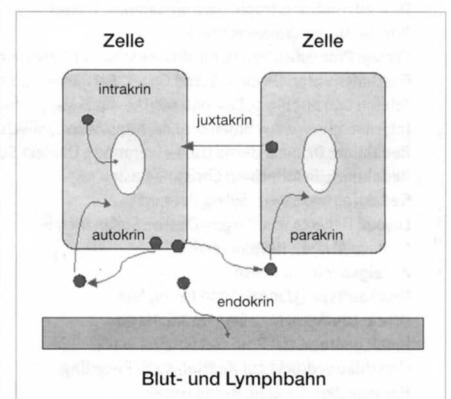 Zelle
Zelle
intrakrin
juxtakrin
autokrin
parakrin
endokrin
Blut- und Lymphbahn